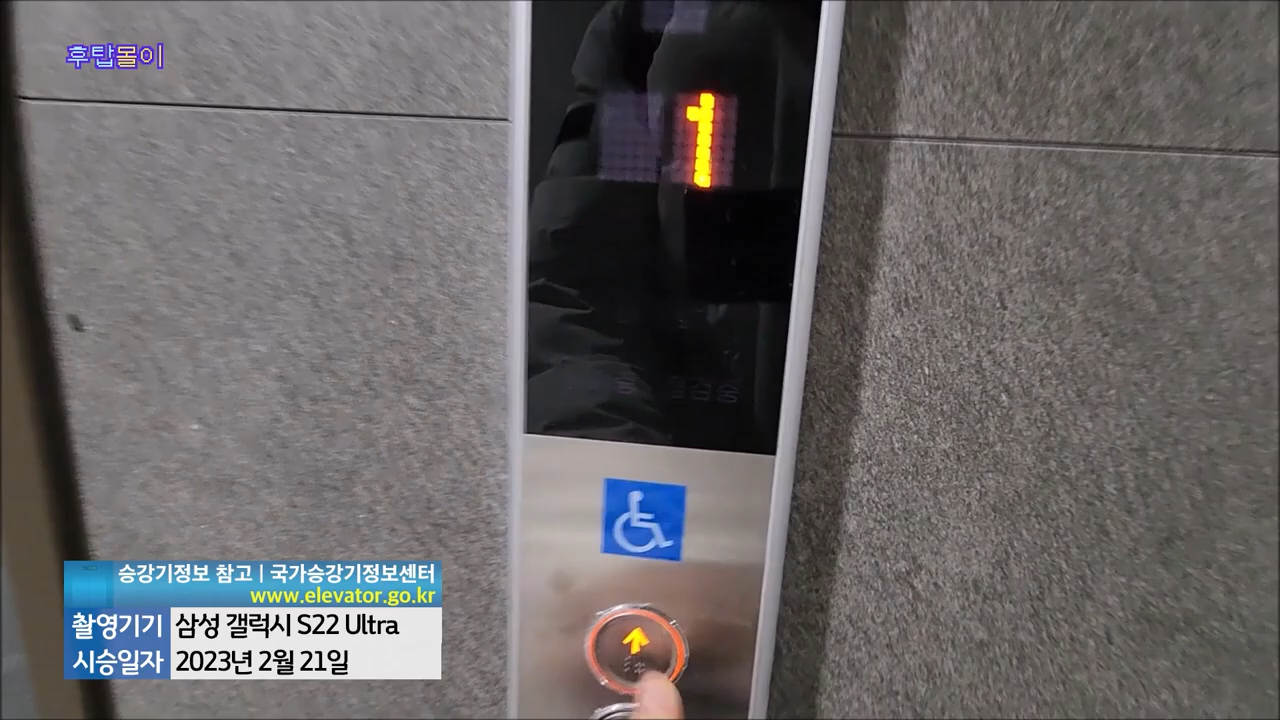 후탑몰이
1
승강기정보 참고 | 국가승강기정보센터
www.elevator.go.kr
촬영기기 삼성 갤럭시 S22 Ultra
시승일자 2023년 2월 21일